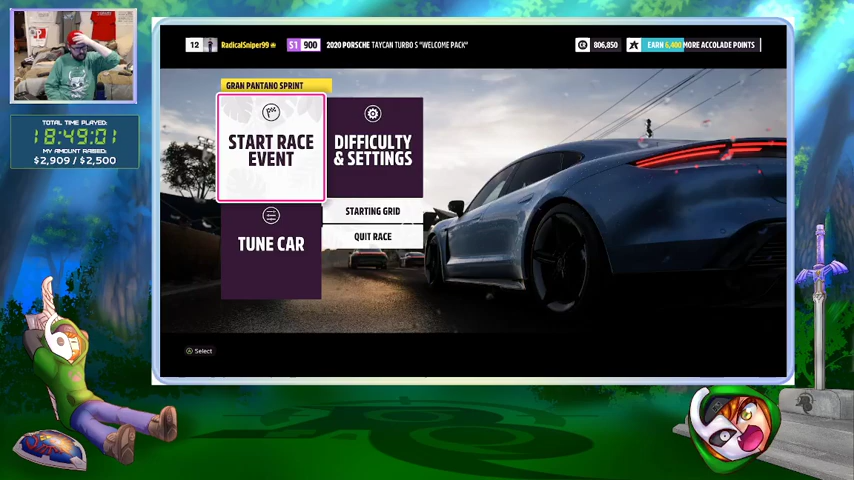 12 RadicalSniper99 S1 900 2020 PORSCHE TAYCAN TURBO S "WELCOME PACK" CR 806,850 EARN 6,400 MORE ACCOLADE POINTS
GRAN PANTANO SPRINT
START RACE
EVENT
DIFFICULTY
& SETTINGS
STARTING GRID
QUIT RACE
TUNE CAR
A Select
TOTAL TIME PLAYED:
18:49:01
MY AMOUNT RAISED:
$2,909 / $2,500